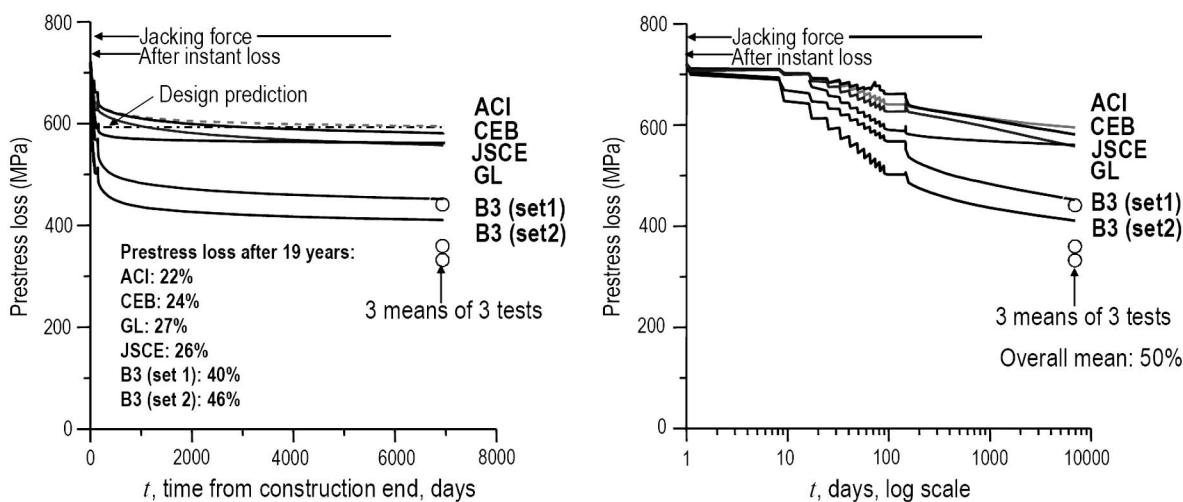 800
Jacking force
After instant loss
Design prediction
600
ACI
CEB
JSCE
GL
Prestress loss (MPa)
400
B3 (set1)
B3 (set2)
Prestress loss after 19 years:
ACI: 22%
CEB: 24%
GL: 27%
JSCE: 26%
B3 (set 1): 40%
B3 (set 2): 46%
3 means of 3 tests
200
0
0 2000 4000 6000 8000
t, time from construction end, days
800
Jacking force
After instant loss
600
ACI
CEB
JSCE
GL
Prestress loss (MPa)
400
B3 (set1)
B3 (set2)
3 means of 3 tests
Overall mean: 50%
200
0
1 10 100 1000 10000
t, days, log scale